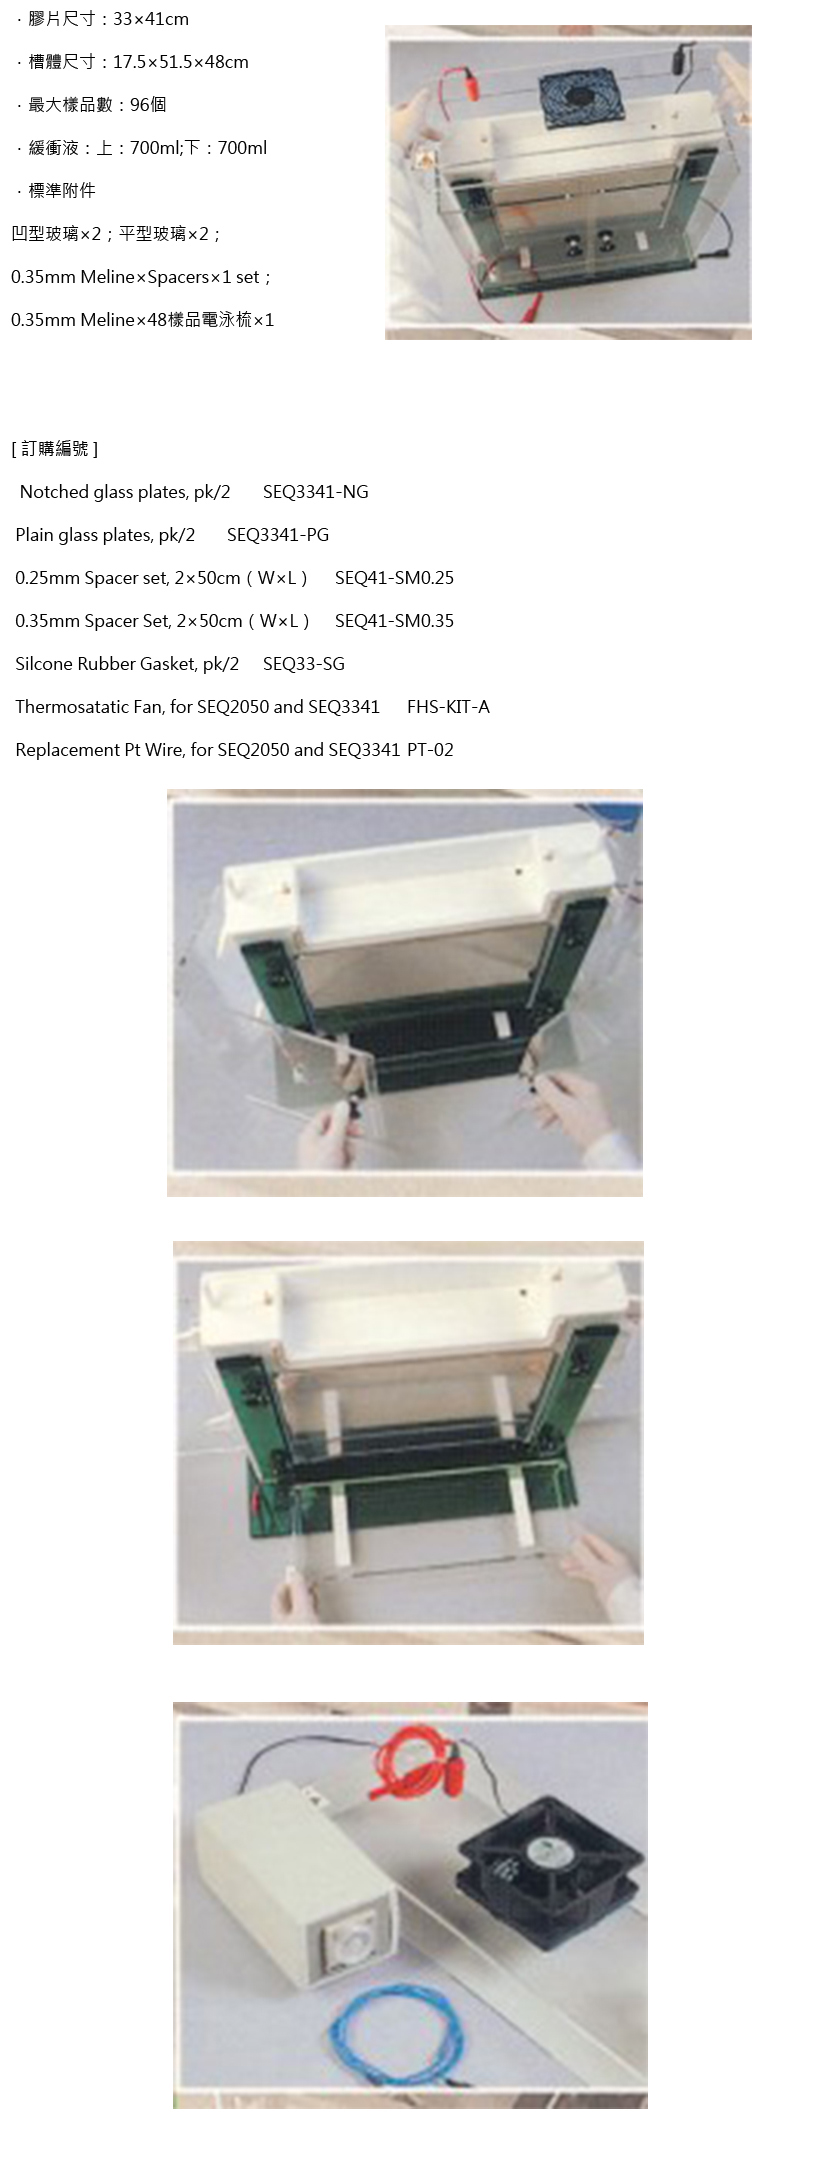 ．膠片尺寸：33×41cm
．槽體尺寸：17.5×51.5×48cm
．最大樣品數：96個
．緩衝液：上：700ml;下：700ml
．標準附件
凹型玻璃×2；平型玻璃×2；
0.35mm Meline×Spacers×1 set；
0.35mm Meline×48樣品電泳梳×1
[ 訂購編號 ]
Notched glass plates, pk/2 SEQ3341-NG
Plain glass plates, pk/2 SEQ3341-PG
0.25mm Spacer set, 2×50cm（W×L） SEQ41-SM0.25
0.35mm Spacer Set, 2×50cm（W×L） SEQ41-SM0.35
Silcone Rubber Gasket, pk/2 SEQ33-SG
Thermosatatic Fan, for SEQ2050 and SEQ3341 FHS-KIT-A
Replacement Pt Wire, for SEQ2050 and SEQ3341 PT-02